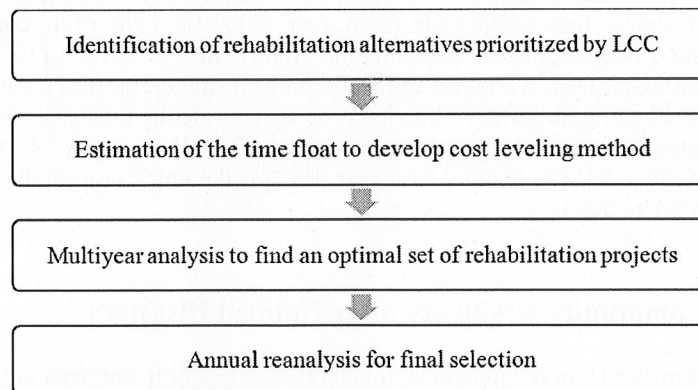 Identification of rehabilitation alternatives prioritized by LCC
Estimation of the time float to develop cost leveling method
Multiyear analysis to find an optimal set of rehabilitation projects
Annual reanalysis for final selection